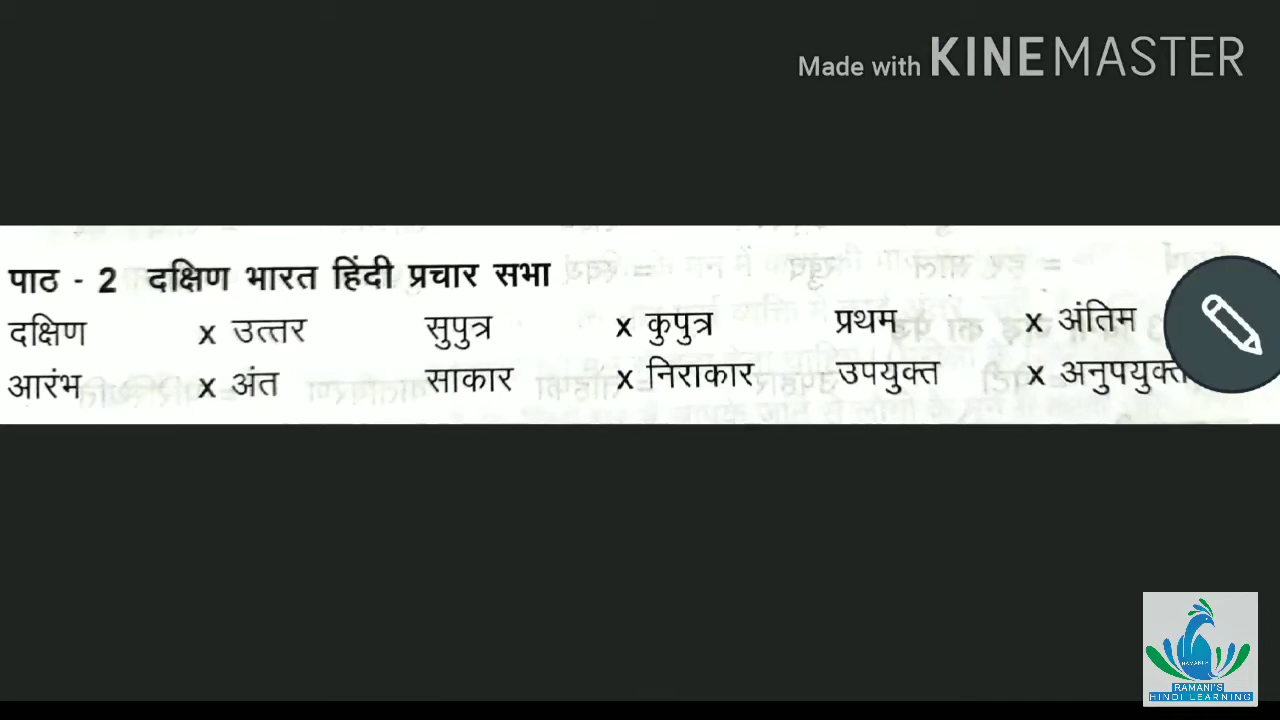 Made with KINEMASTER
पाठ - 2 दक्षिण भारत हिंदी प्रचार सभा
दक्षिण x उत्तर सुपुत्र x कुपुत्र प्रथम x अंतिम
आरंभ x अंत साकार x निराकार उपयुक्त x अनुपयुक्त
RAMANI'S
HINDI LEARNING